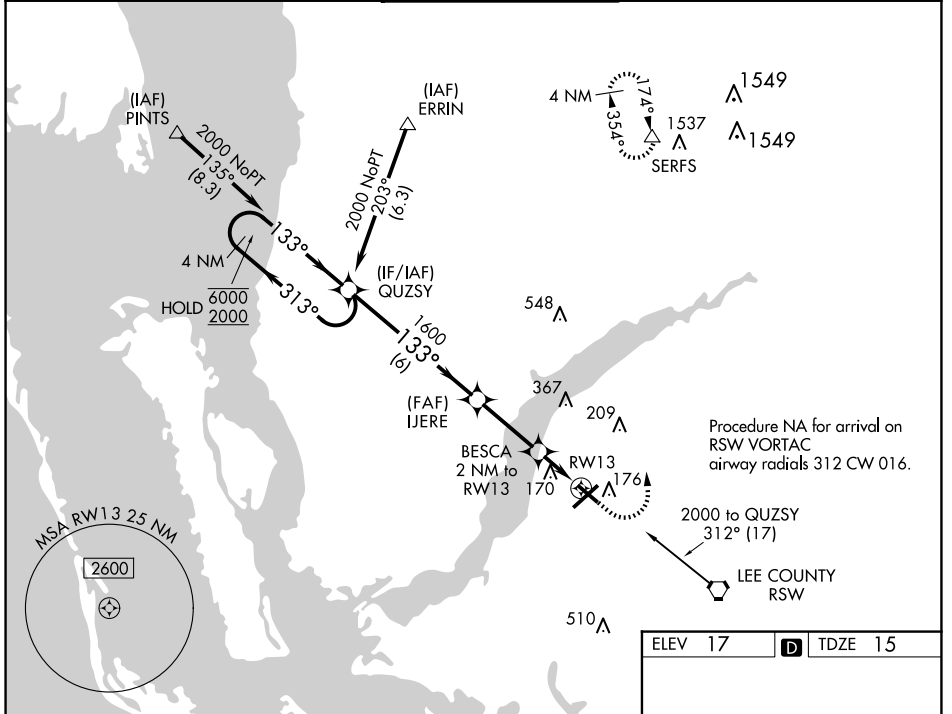 (IAF)
PINTS
2000 NoPT
135°
(8.3)
(IAF)
ERRIN
2000 NoPT
203°
(6.3)
4 NM
174°
354°
SERFS
1537
1549
1549
133°
4 NM
313°
HOLD
6000
2000
(IF/IAF)
QUZSY
1600
133°
(6)
548
(FAF)
IJERE
367
209
BESCA
2 NM to
RW13
170
RW13
176
Procedure NA for arrival on
RSW VORTAC
airway radials 312 CW 016.
2000 to QUZSY
312° (17)
LEE COUNTY
RSW
MSA RW13 25 NM
2600
510
ELEV 17
D
TDZE 15